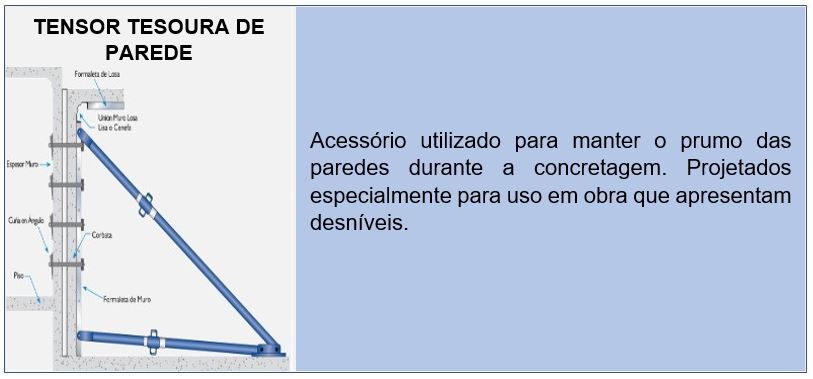 TENSOR TESOURA DE
PAREDE
Formaleta de Losa
Unión Muro Losa
Lisa o Cenefa
Espesor Muro
Cuña en Angulo
Corbata
Piso
Formaleta de Muro
Acessório utilizado para manter o prumo das
paredes durante a concretagem. Projetados
especialmente para uso em obra que apresentam
desníveis.